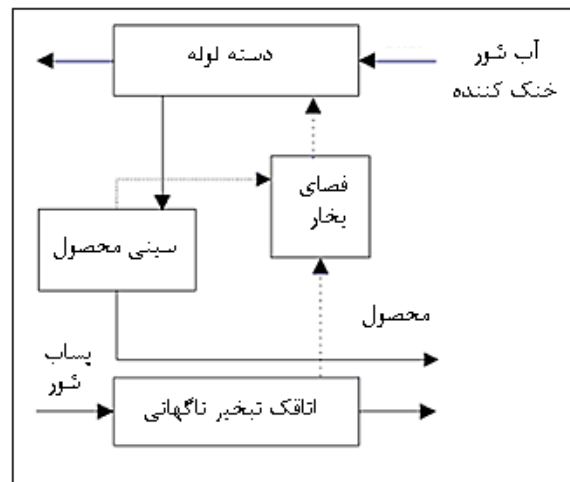 دسته لوله
آب شور
خنک کننده
فضای
بخار
سینی محصول
محصول
پساب
شور
اتاقک تبخیر ناگهانی